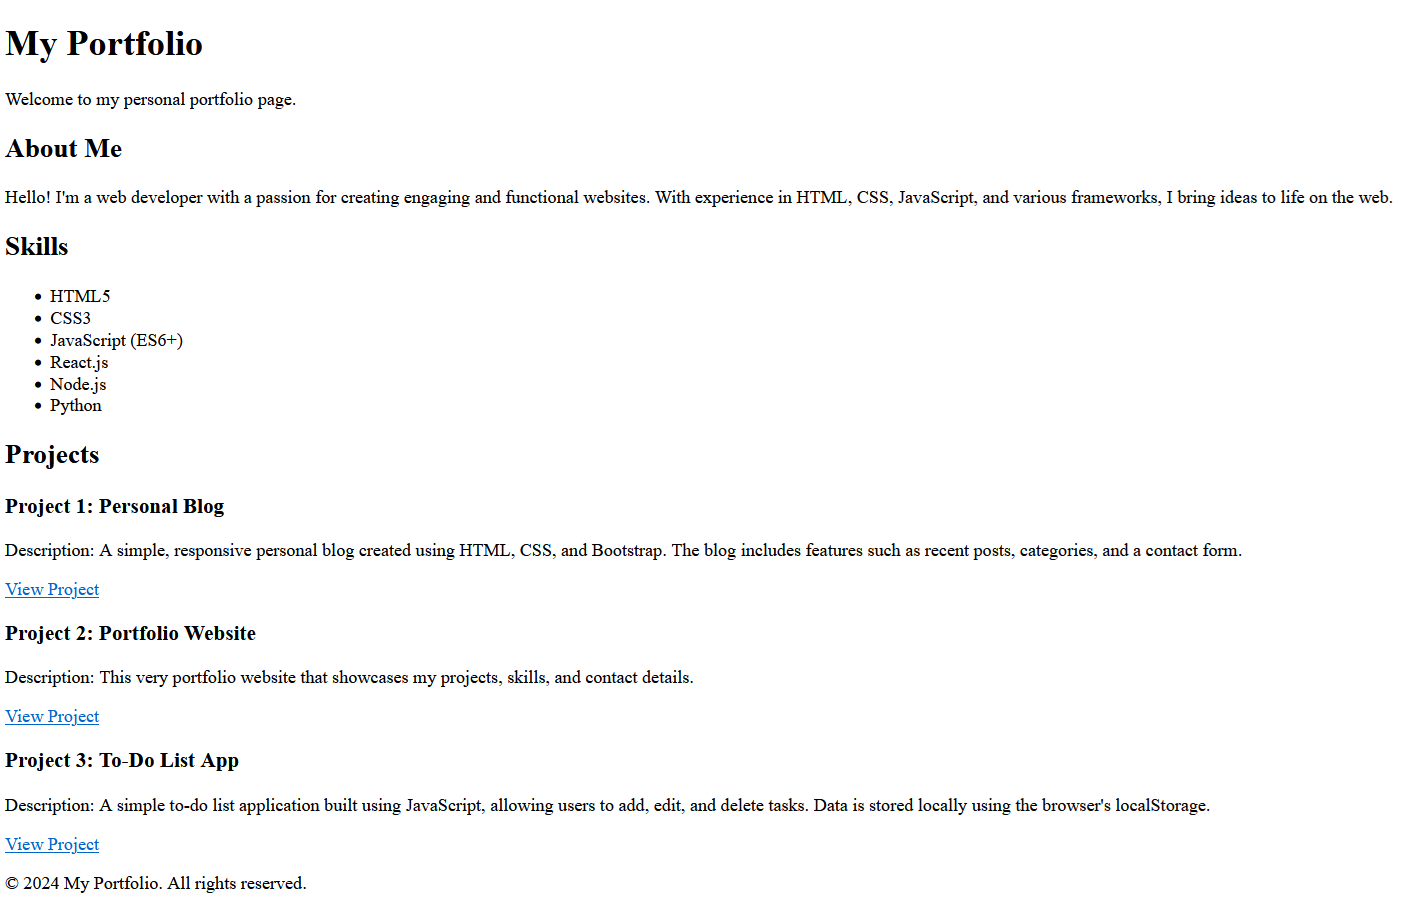 My Portfolio
Welcome to my personal portfolio page.
About Me
Hello! I'm a web developer with a passion for creating engaging and functional websites. With experience in HTML, CSS, JavaScript, and various frameworks, I bring ideas to life on the web.
Skills
• HTML5
• CSS3
• JavaScript (ES6+)
• React.js
• Node.js
• Python
Projects
Project 1: Personal Blog
Description: A simple, responsive personal blog created using HTML, CSS, and Bootstrap. The blog includes features such as recent posts, categories, and a contact form.
View Project
Project 2: Portfolio Website
Description: This very portfolio website that showcases my projects, skills, and contact details.
View Project
Project 3: To-Do List App
Description: A simple to-do list application built using JavaScript, allowing users to add, edit, and delete tasks. Data is stored locally using the browser's localStorage.
View Project
© 2024 My Portfolio. All rights reserved.